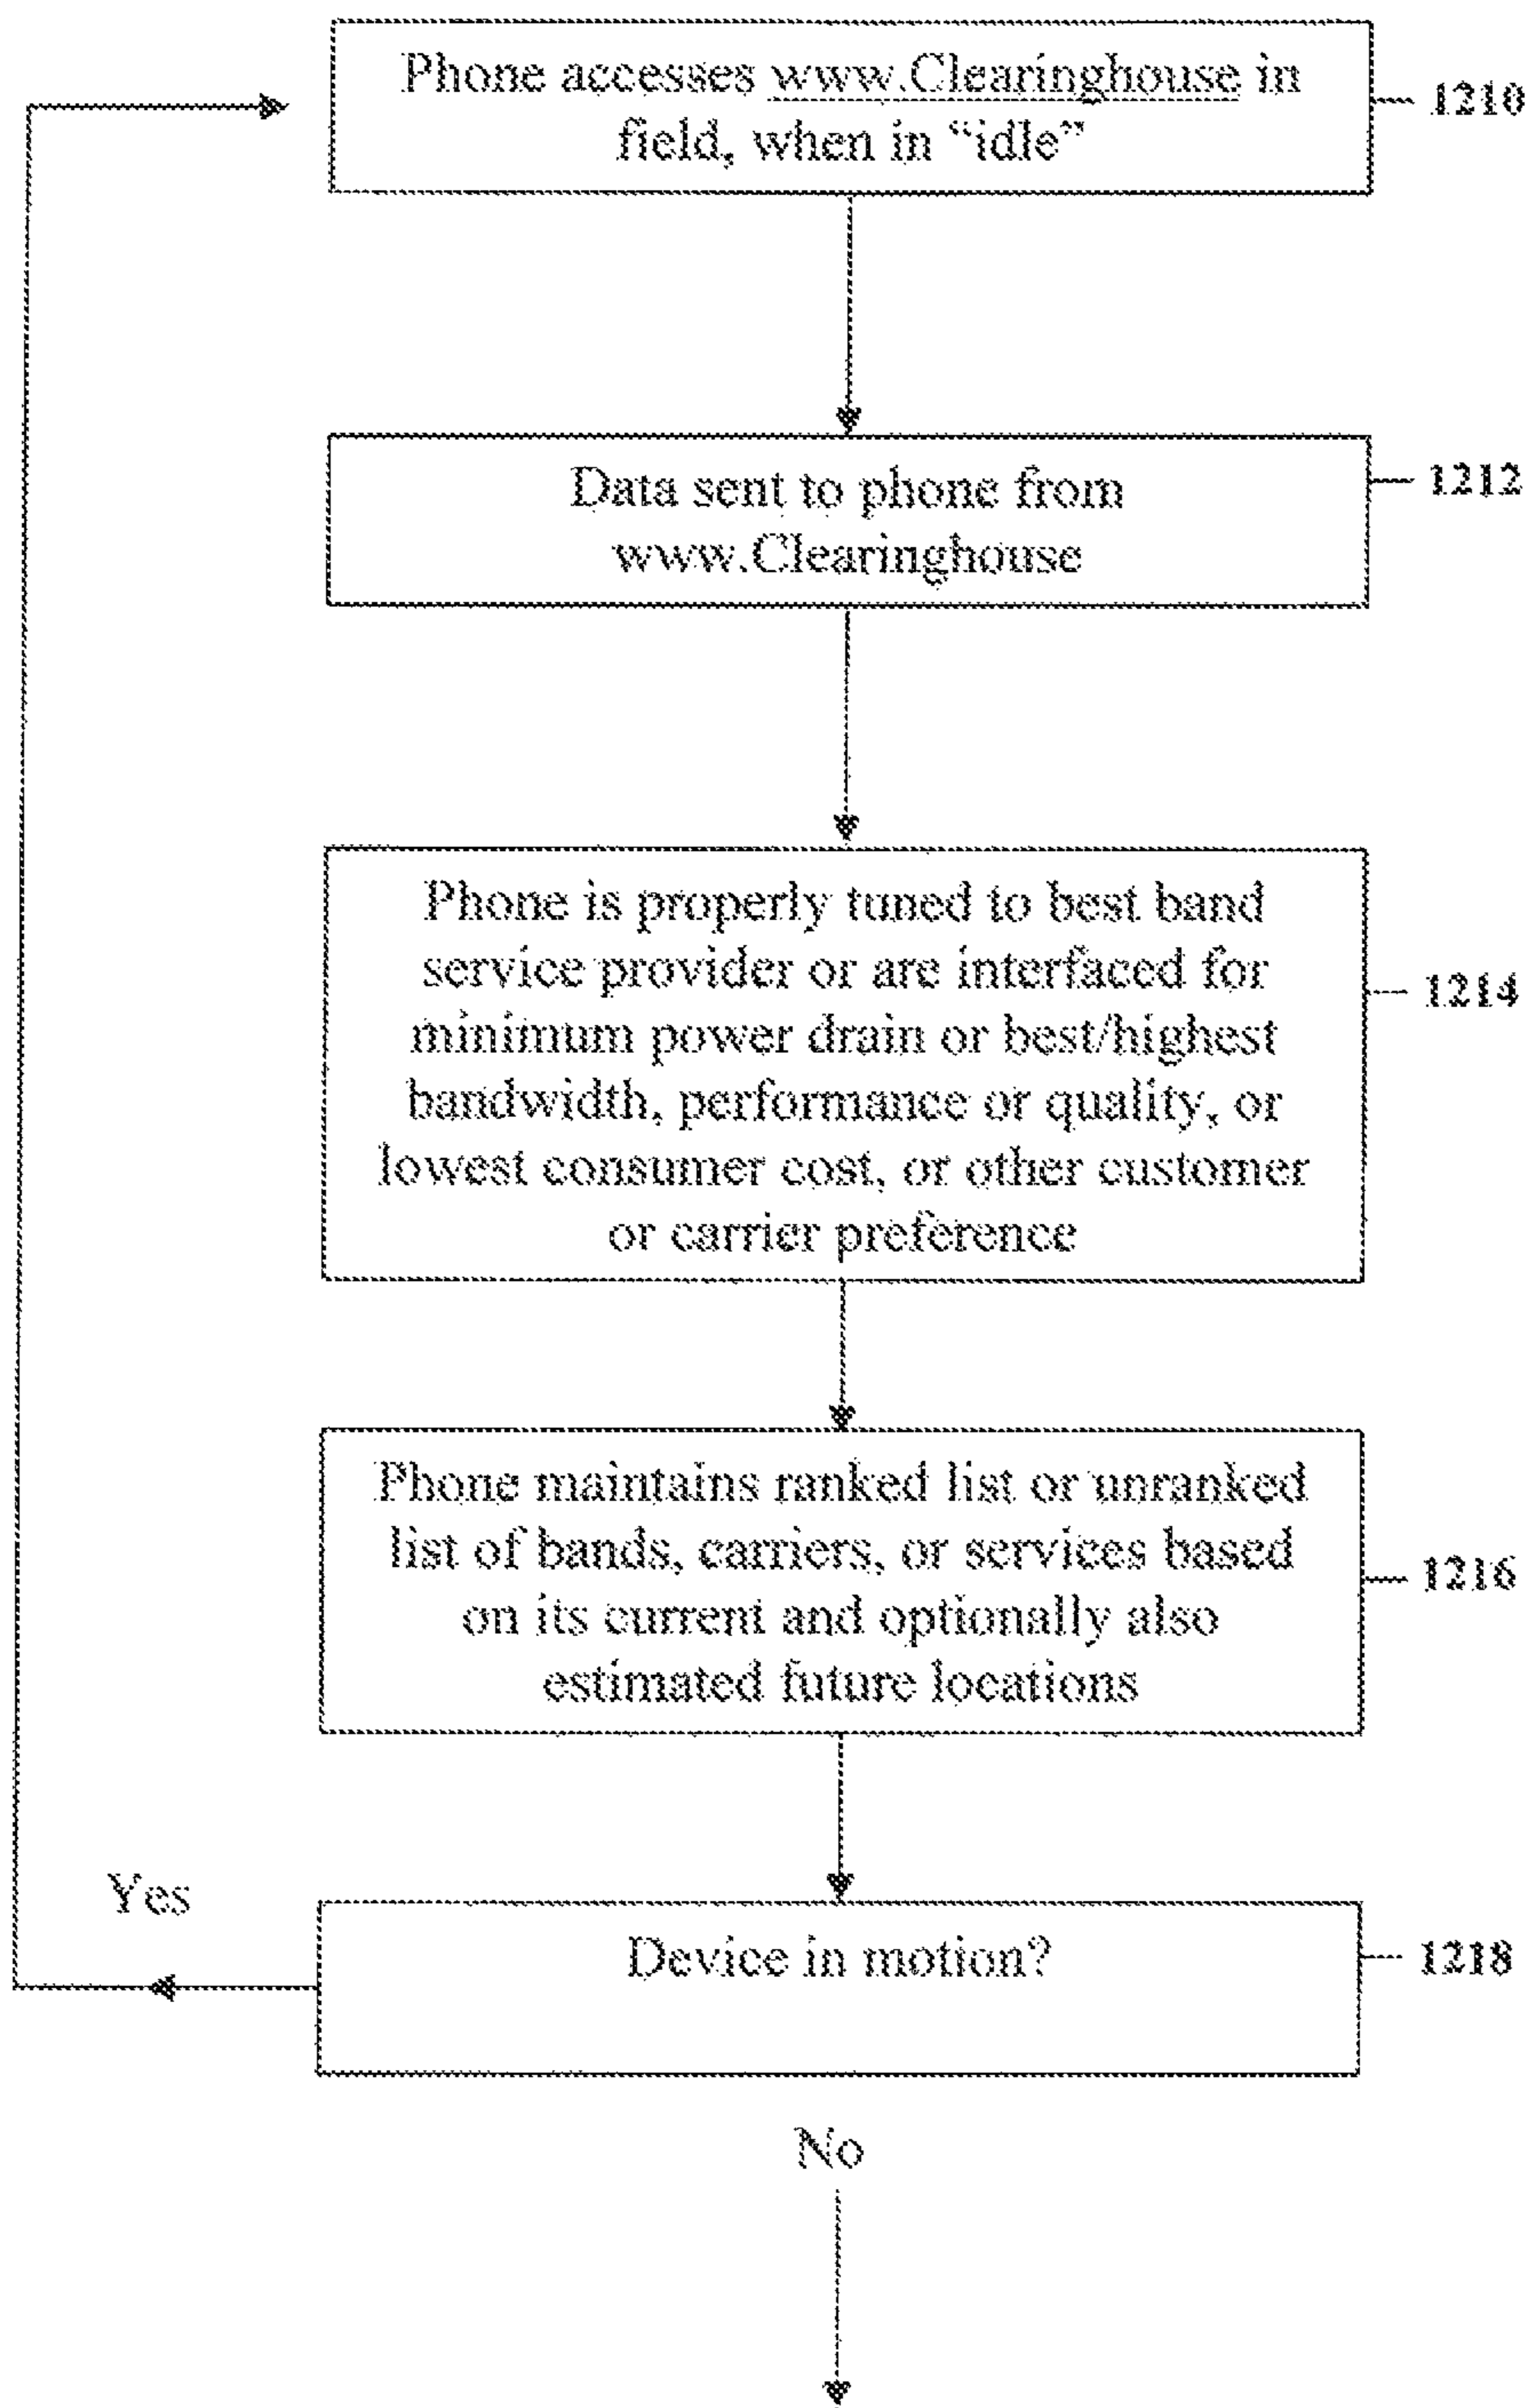 Phone accesses www.Clearinghouse in
field, when in “idle”
1210
Data sent to phone from
www.Clearinghouse
1212
Phone is properly tuned to best band
service provider or are interfaced for
minimum power drain or best/highest
bandwidth, performance or quality, or
lowest consumer cost, or other customer
or carrier preference
1214
Phone maintains ranked list or unranked
list of bands, carriers, or services based
on its current and optionally also
estimated future locations
1216
Yes
Device in motion?
1218
No